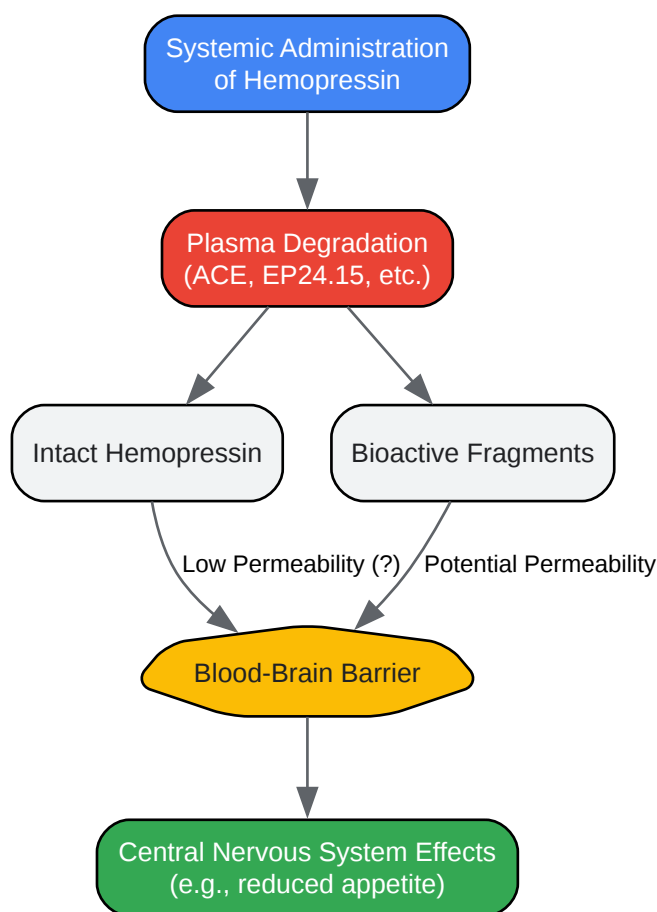 Systemic Administration
of Hemopressin
Plasma Degradation
(ACE, EP24.15, etc.)
Intact Hemopressin
Bioactive Fragments
Low Permeability (?)
Potential Permeability
Blood-Brain Barrier
Central Nervous System Effects
(e.g., reduced appetite)